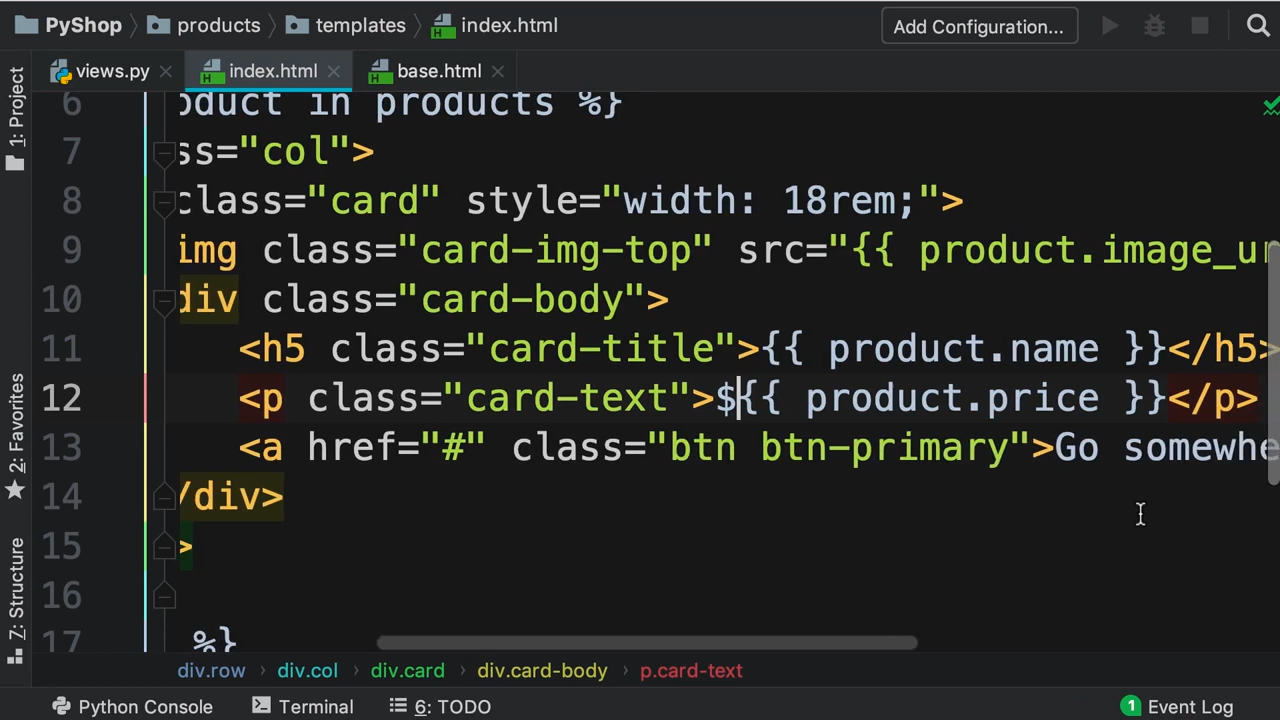 PyShop products templates index.html Add Configuration...
views.py index.html base.html
1: Project
2: Favorites
7: Structure
6 oduct in products %}
7 ss="col">
8 class="card" style="width: 18rem;">
9 img class="card-img-top" src="{{ product.image_ur
10 div class="card-body">
11 <h5 class="card-title">{{ product.name }}</h5>
12 <p class="card-text">${{ product.price }}</p>
13 <a href="#" class="btn btn-primary">Go somewhe
14 /div>
15 >
16
17 %}
div.row div.col div.card div.card-body p.card-text
Python Console Terminal 6: TODO 1 Event Log